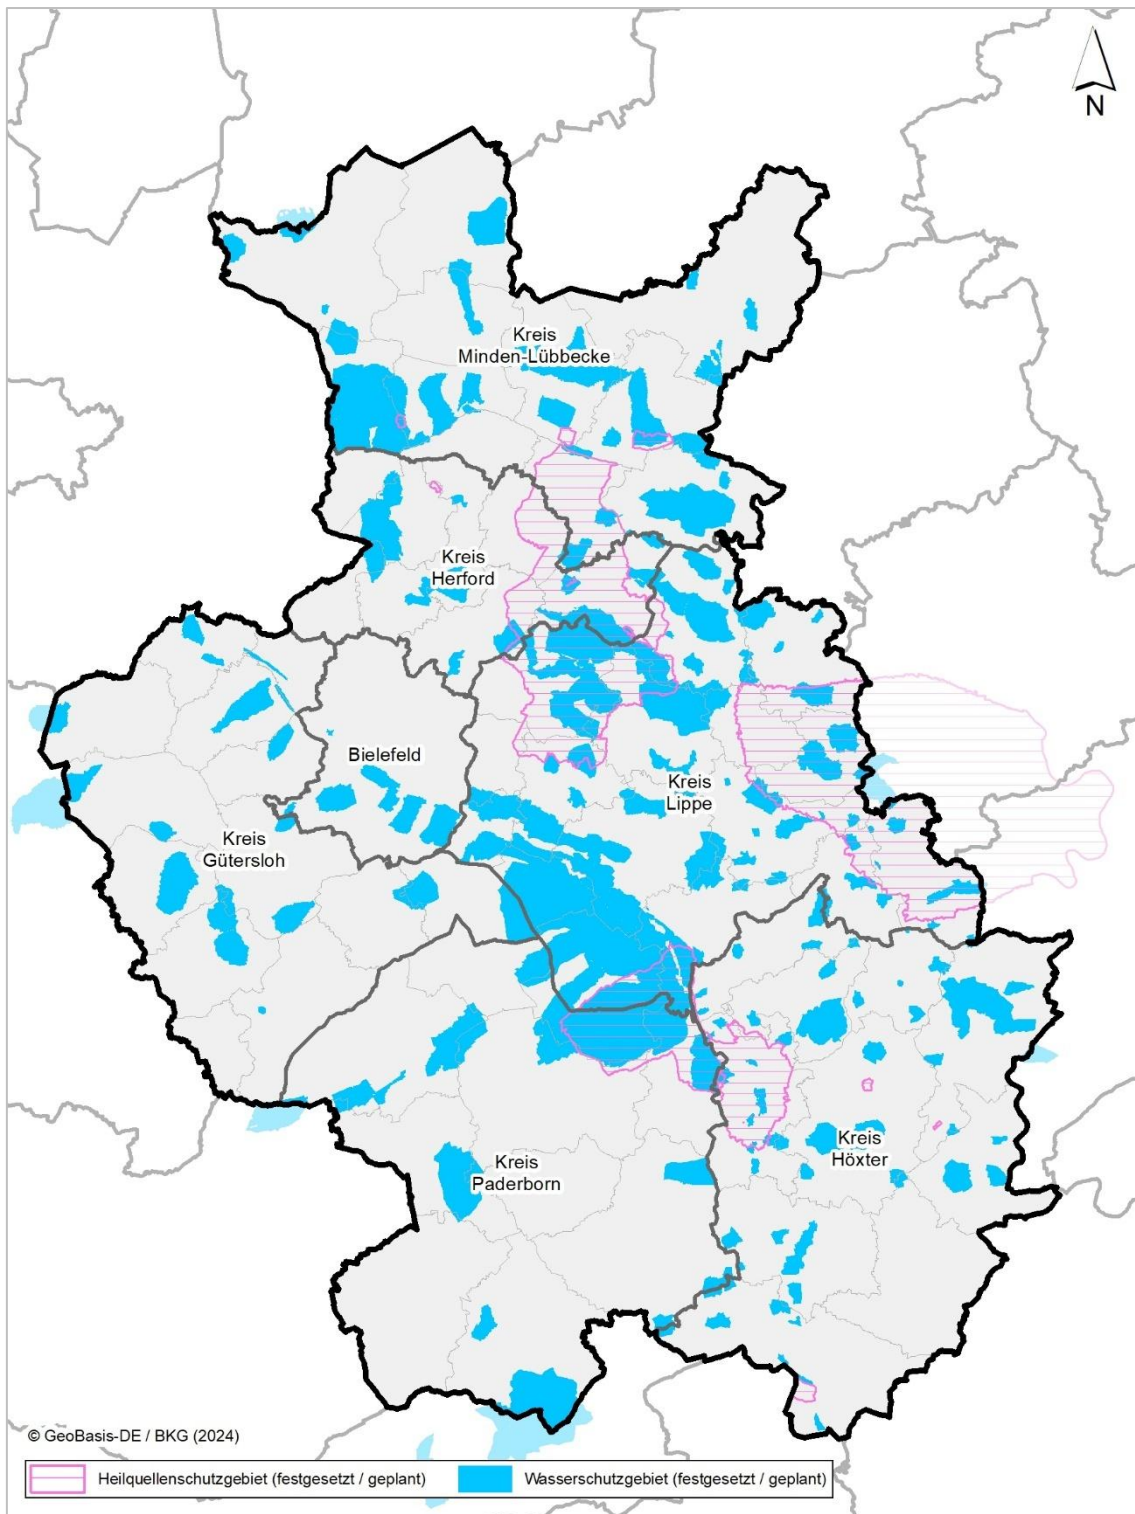 N
Kreis
Minden-Lübbecke
Kreis
Herford
Bielefeld
Kreis
Lippe
Kreis
Gütersloh
Kreis
Höxter
Kreis
Paderborn
© GeoBasis-DE / BKG (2024)
Heilquellenschutzgebiet (festgesetzt / geplant) Wasserschutzgebiet (festgesetzt / geplant)